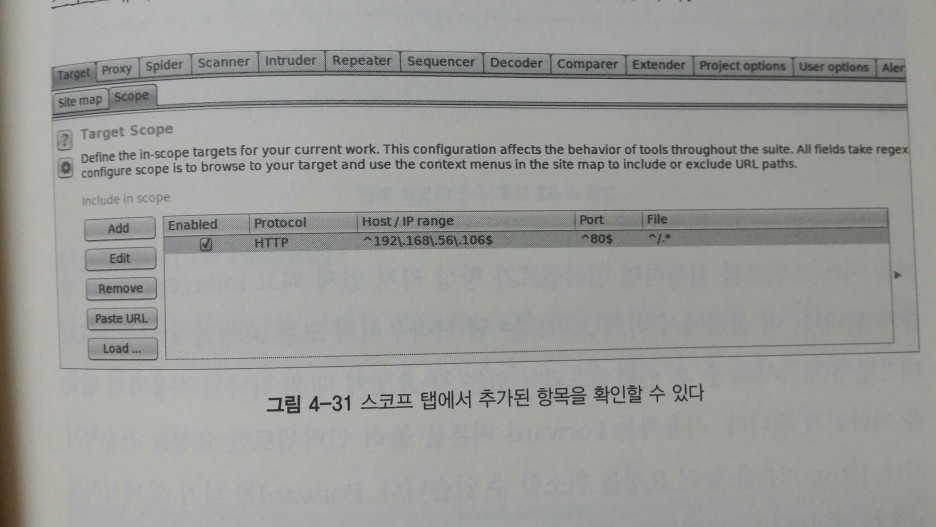 Target Proxy Spider Scanner Intruder Repeater Sequencer Decoder Comparer Extender Project options User options Aler
Site map Scope
? Target Scope
Define the in-scope targets for your current work. This configuration affects the behavior of tools throughout the suite. All fields take regex
configure scope is to browse to your target and use the context menus in the site map to include or exclude URL paths.
Include in scope
Add Enabled Protocol Host / IP range Port File
HTTP ^192\.168\.56\.106$ ^80$ ^/.*
Edit
Remove
Paste URL
Load ...
그림 4-31 스코프 탭에서 추가된 항목을 확인할 수 있다